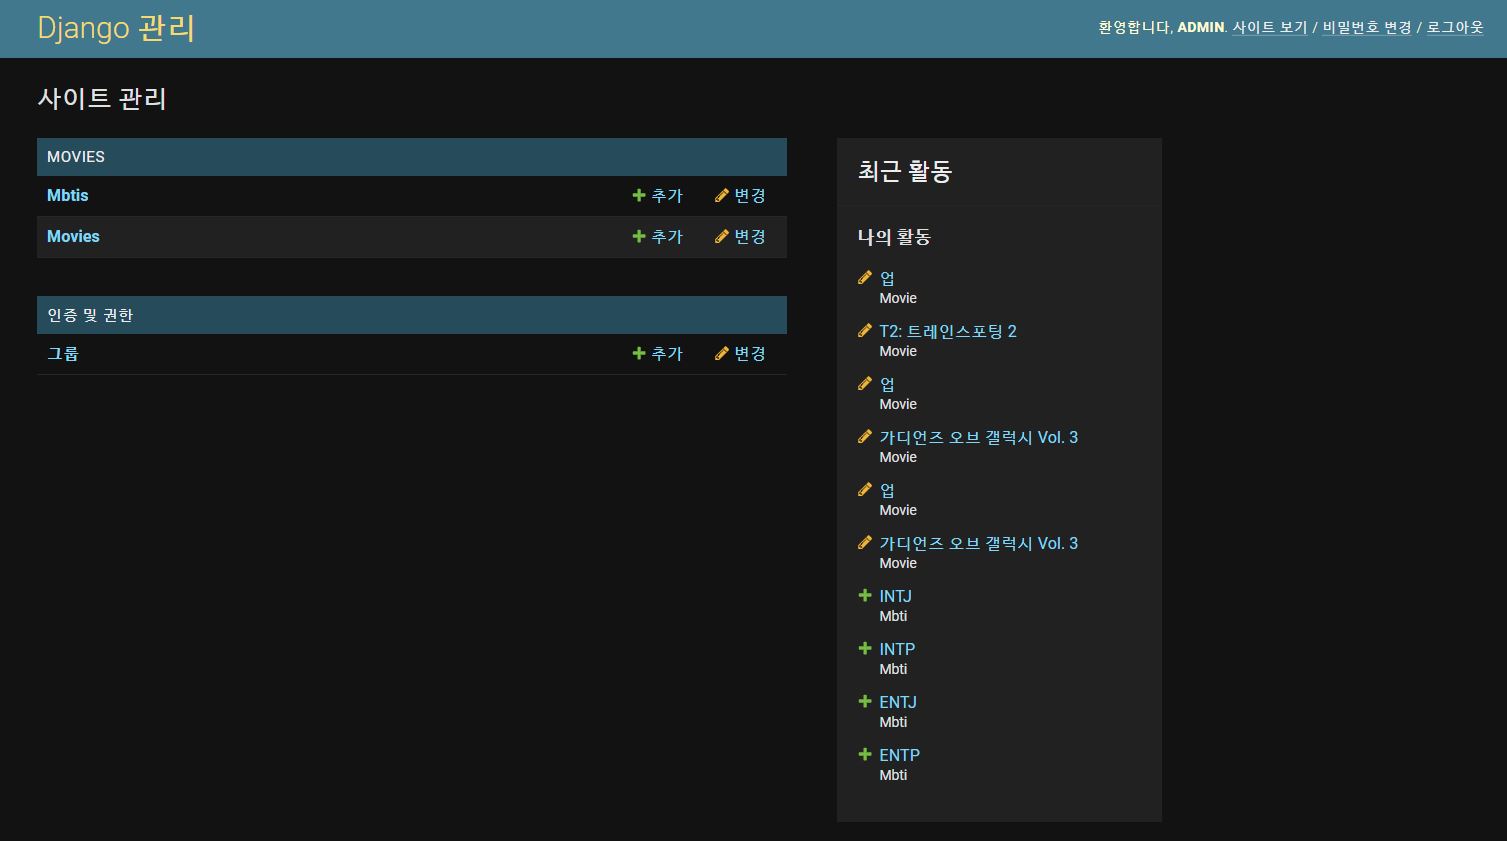 Django 관리
환영합니다, ADMIN. 사이트 보기 / 비밀번호 변경 / 로그아웃
사이트 관리
MOVIES
Mbtis 추가 변경
Movies 추가 변경
인증 및 권한
그룹 추가 변경
최근 활동
나의 활동
업
Movie
T2: 트레인스포팅 2
Movie
업
Movie
가디언즈 오브 갤럭시 Vol. 3
Movie
업
Movie
가디언즈 오브 갤럭시 Vol. 3
Movie
INTJ
Mbti
INTP
Mbti
ENTJ
Mbti
ENTP
Mbti